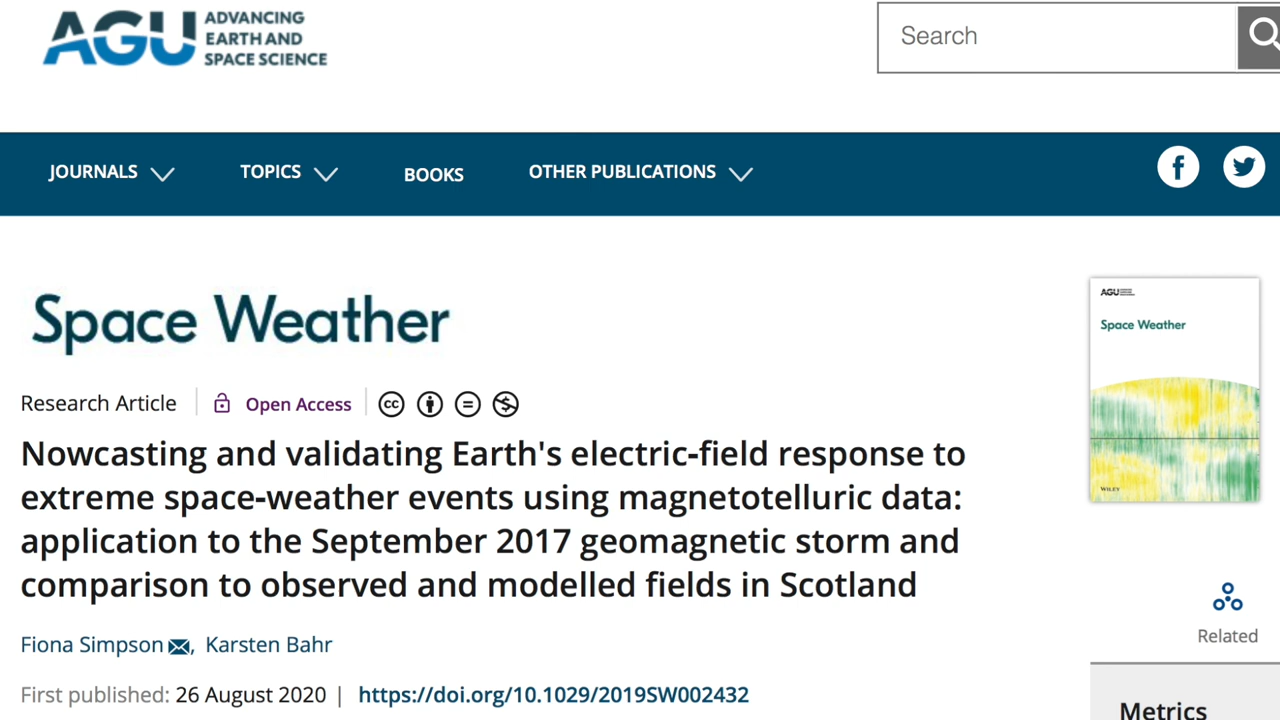 AGU ADVANCING
EARTH AND
SPACE SCIENCE
Search
JOURNALS
TOPICS
BOOKS
OTHER PUBLICATIONS
Space Weather
AGU
Space Weather
WILEY
Research Article
Open Access
cc
Nowcasting and validating Earth's electric-field response to
extreme space-weather events using magnetotelluric data:
application to the September 2017 geomagnetic storm and
comparison to observed and modelled fields in Scotland
Fiona Simpson, Karsten Bahr
First published: 26 August 2020 | https://doi.org/10.1029/2019SW002432
Related
Metrics